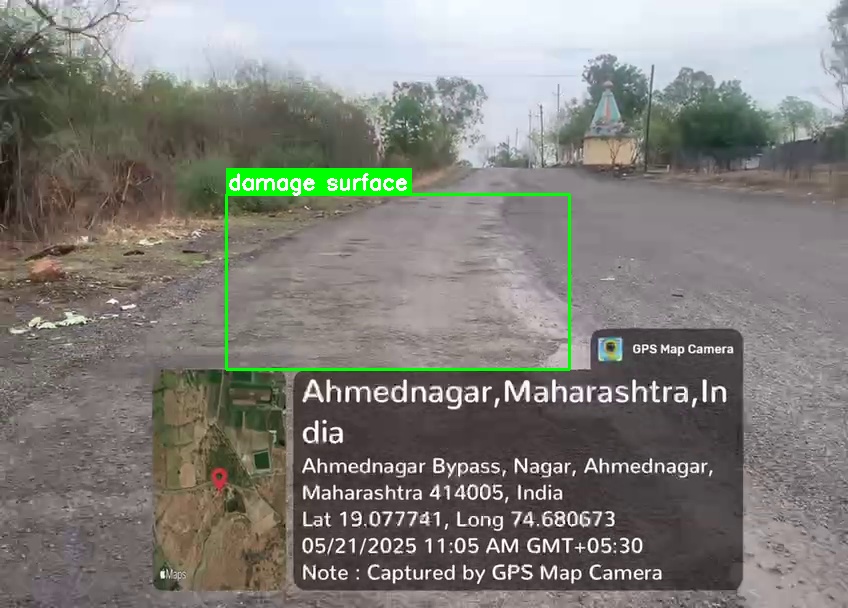 damage surface
GPS Map Camera
Ahmednagar,Maharashtra,In
dia
Ahmednagar Bypass, Nagar, Ahmednagar,
Maharashtra 414005, India
Lat 19.077741, Long 74.680673
05/21/2025 11:05 AM GMT+05:30
Note : Captured by GPS Map Camera
Maps